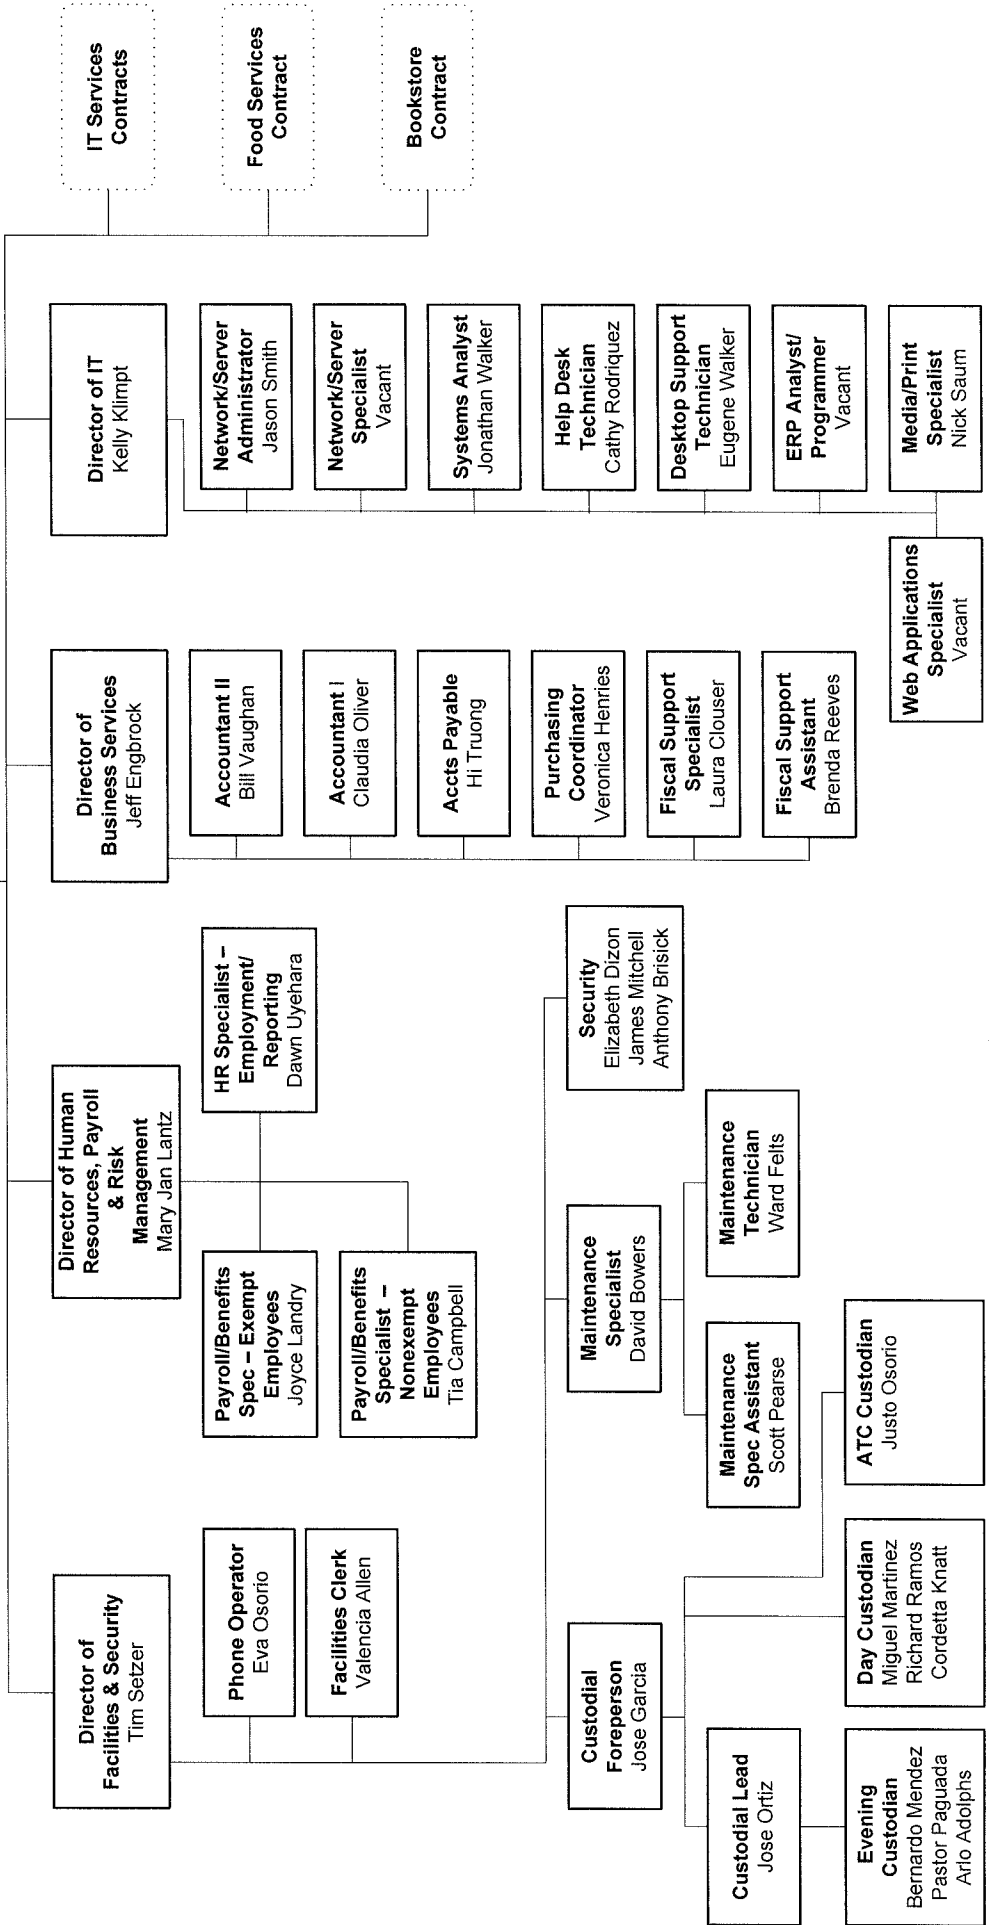 Director of
Facilities & Security
Tim Setzer
Phone Operator
Eva Osorio
Facilities Clerk
Valencia Allen
Custodial
Foreperson
Jose Garcia
Custodial Lead
Jose Ortiz
Evening
Custodian
Bernardo Mendez
Pastor Paguada
Arlo Adolphs
Day Custodian
Miguel Martinez
Richard Ramos
Cordetta Knatt
ATC Custodian
Justo Osorio
Maintenance
Specialist
David Bowers
Maintenance
Spec Assistant
Scott Pearse
Maintenance
Technician
Ward Felts
Security
Elizabeth Dizon
James Mitchell
Anthony Brisick
Director of Human
Resources, Payroll
& Risk
Management
Mary Jan Lantz
Payroll/Benefits
Spec – Exempt
Employees
Joyce Landry
Payroll/Benefits
Specialist –
Nonexempt
Employees
Tia Campbell
HR Specialist –
Employment/
Reporting
Dawn Uyehara
Director of
Business Services
Jeff Engbrock
Accountant II
Bill Vaughan
Accountant I
Claudia Oliver
Accts Payable
Hi Truong
Purchasing
Coordinator
Veronica Henries
Fiscal Support
Specialist
Laura Clouser
Fiscal Support
Assistant
Brenda Reeves
Director of IT
Kelly Klimpt
Network/Server
Administrator
Jason Smith
Network/Server
Specialist
Vacant
Systems Analyst
Jonathan Walker
Help Desk
Technician
Cathy Rodriquez
Desktop Support
Technician
Eugene Walker
ERP Analyst/
Programmer
Vacant
Media/Print
Specialist
Nick Saum
Web Applications
Specialist
Vacant
IT Services
Contracts
Food Services
Contract
Bookstore
Contract